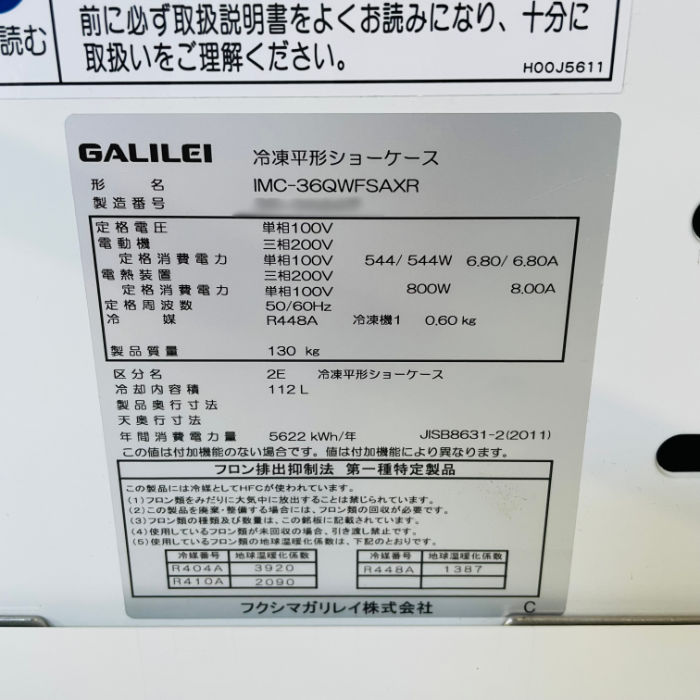 前に必ず取扱説明書をよくお読みになり、十分に
読む 取扱いをご理解ください。
H00J5611
GALILEI 冷凍平形ショーケース
形名 IMC-36QWFSAXR
製造番号
定格電圧 単相100V
電動機 三相200V
定格消費電力 単相100V 544/544W 6.80/6.80A
電熱装置 三相200V
定格消費電力 単相100V 800W 8.00A
定格周波数 50/60Hz
冷媒 R448A 冷凍機1 0.60 kg
製品質量 130 kg
区分名 2E 冷凍平形ショーケース
冷却内容積 112 L
製品奥行寸法
天奥行寸法
年間消費電力量 5622 kWh/年 JISB8631-2(2011)
この値は付加機能のない場合です。値は付加機能により異なります。
フロン排出抑制法 第一種特定製品
この製品には冷媒としてHFCが使われています。
(1)フロン類をみだりに大気中に放出することは禁じられています。
(2)この製品を廃棄・整備する場合には、フロン類の回収が必要です。
(3)フロン類の種類及び数量は、この銘板に記載されています。
(4)使用しているフロン類が未回収の場合、引き渡し禁止です。
(5)使用しているフロン類の地球温暖化係数は、下記のとおりです。
冷媒番号 地球温暖化係数 冷媒番号 地球温暖化係数
R404A 3920 R448A 1387
R410A 2090
フクシマガリレイ株式会社 C